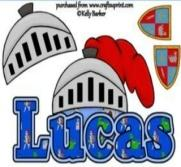 purchased from www.craftsuprint.com
©Kelly Barker
Lucas